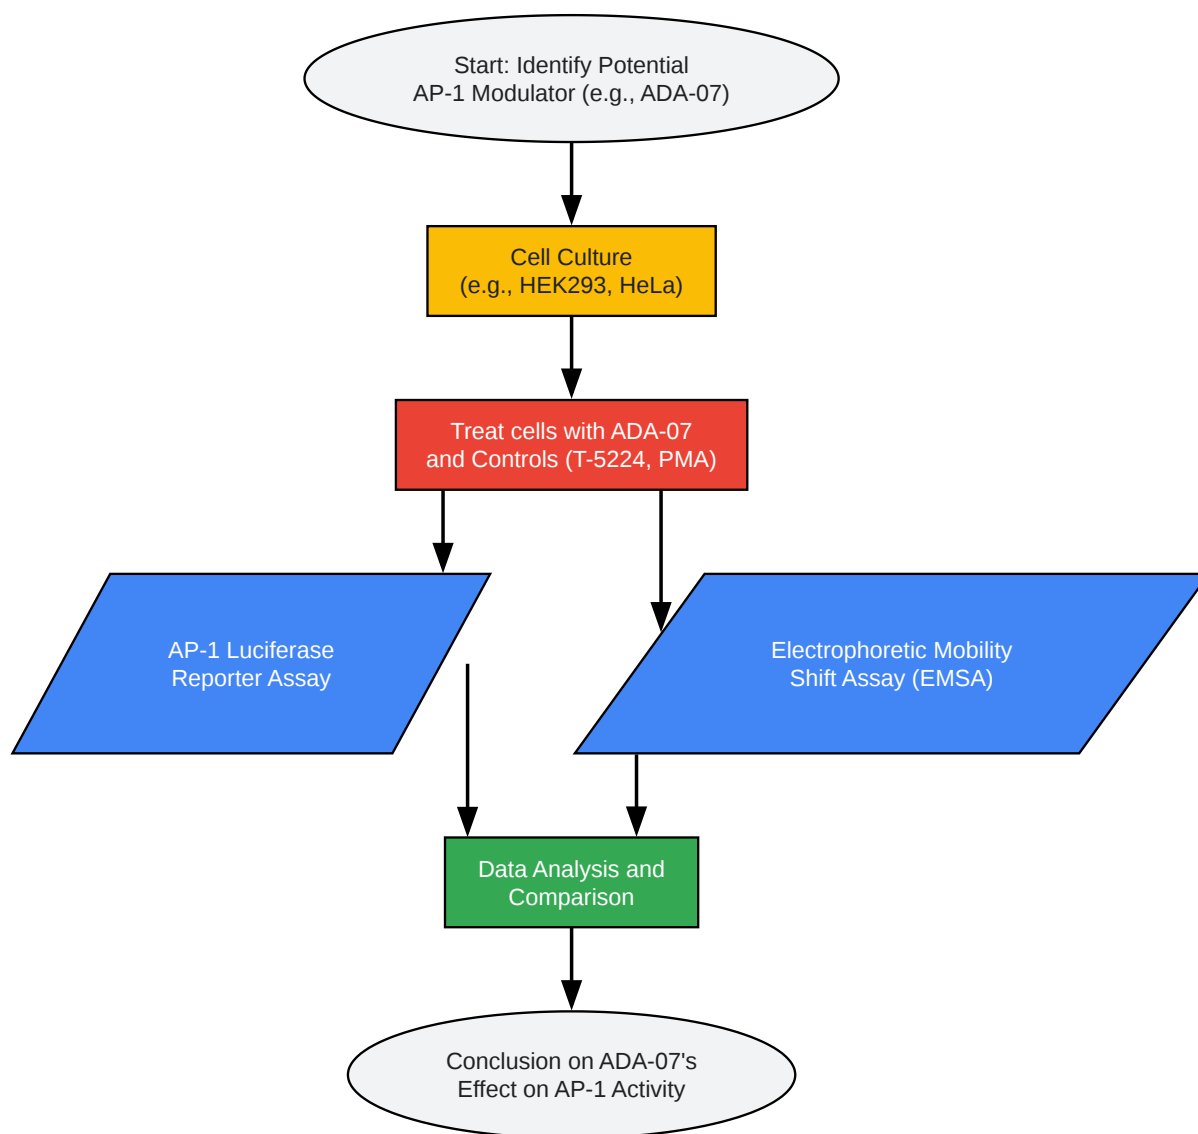 Start: Identify Potential
AP-1 Modulator (e.g., ADA-07)
Cell Culture
(e.g., HEK293, HeLa)
Treat cells with ADA-07
and Controls (T-5224, PMA)
AP-1 Luciferase
Reporter Assay
Electrophoretic Mobility
Shift Assay (EMSA)
Data Analysis and
Comparison
Conclusion on ADA-07's
Effect on AP-1 Activity